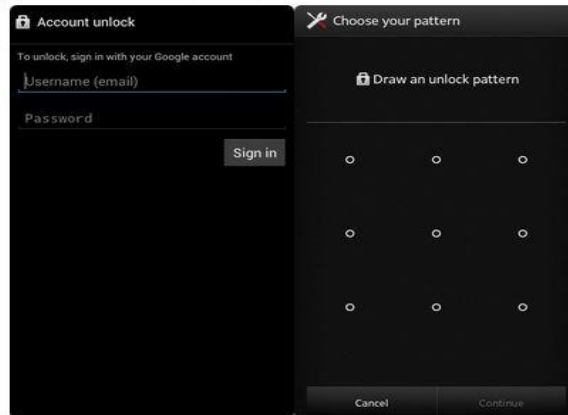 Account unlock
To unlock, sign in with your Google account
Username (email)
Password
Sign in
Choose your pattern
Draw an unlock pattern
Cancel
Continue